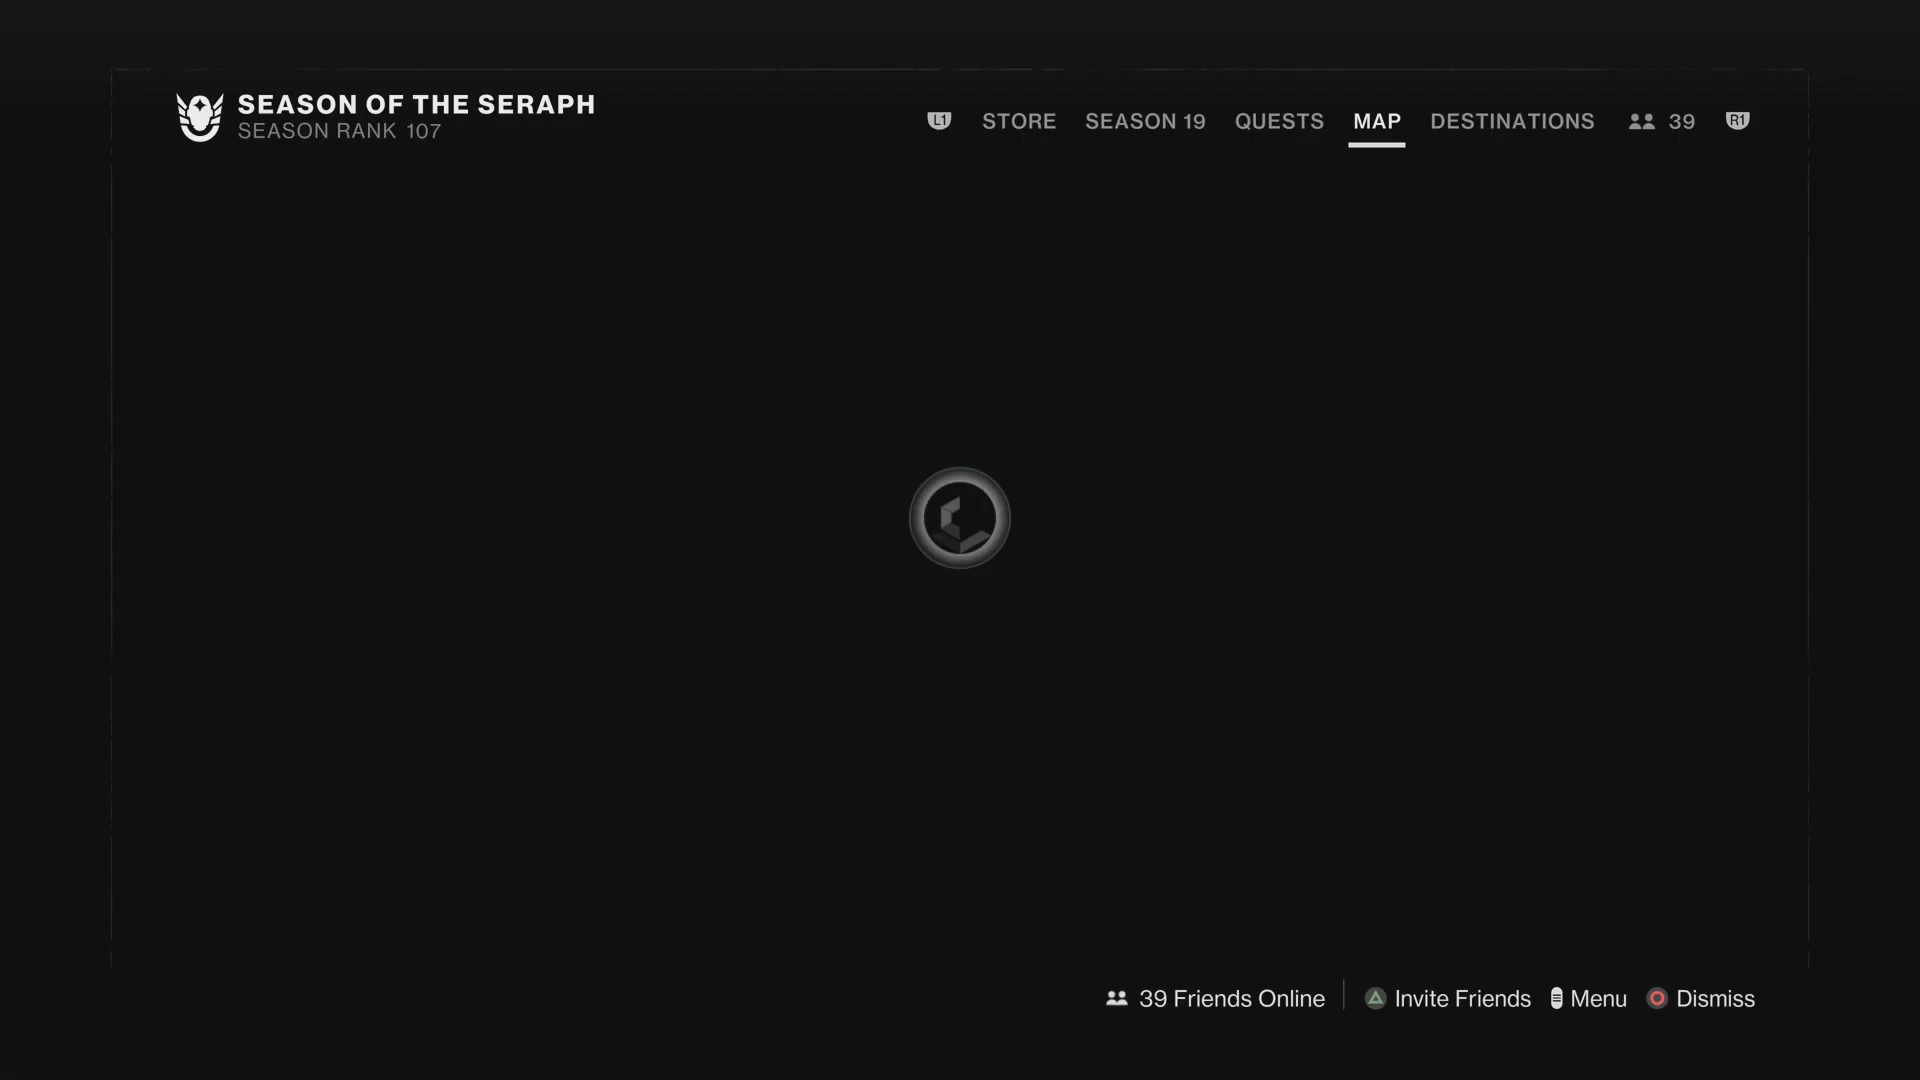 SEASON OF THE SERAPH
SEASON RANK 107
L1 STORE SEASON 19 QUESTS MAP DESTINATIONS 39 R1
39 Friends Online Invite Friends Menu Dismiss